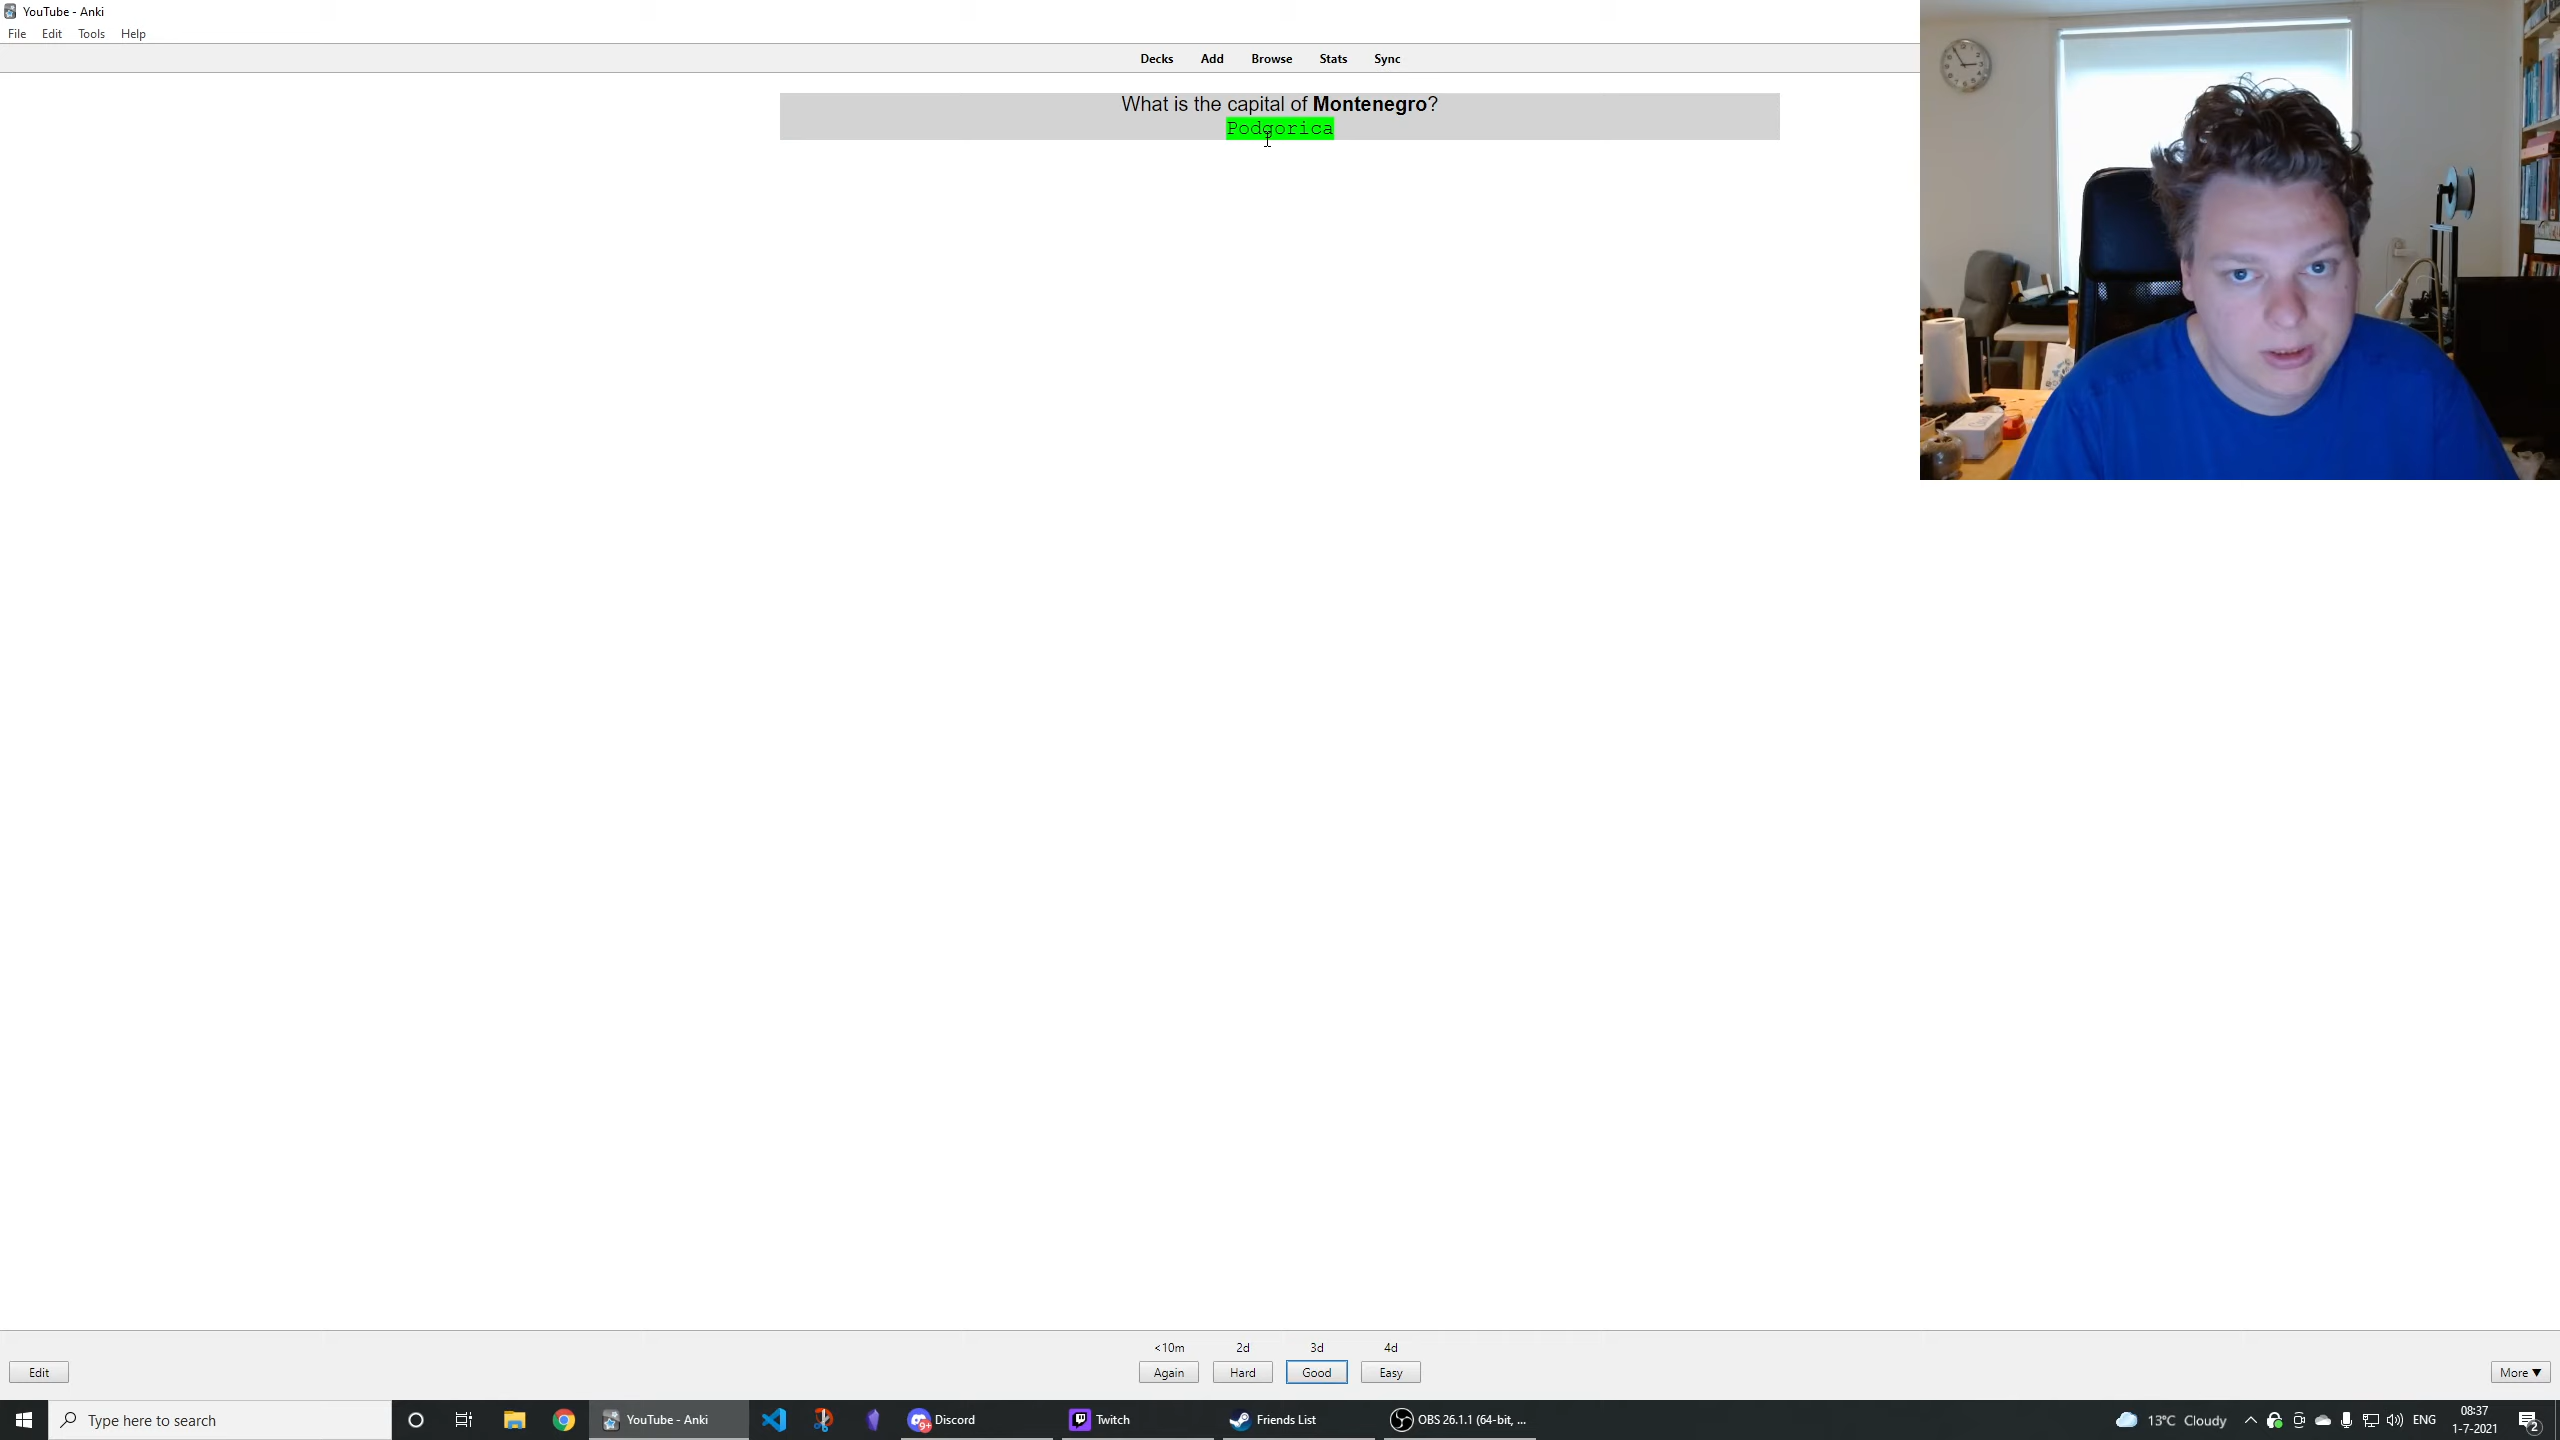 YouTube - Anki
File Edit Tools Help
Decks Add Browse Stats Sync
What is the capital of Montenegro?
Podgorica
<10m 2d 3d 4d
Edit Again Hard Good Easy More ▼
Type here to search YouTube - Anki 9+ Discord Twitch Friends List OBS 26.1.1 (64-bit, ... 13°C Cloudy ENG 08:37
1-7-2021 2